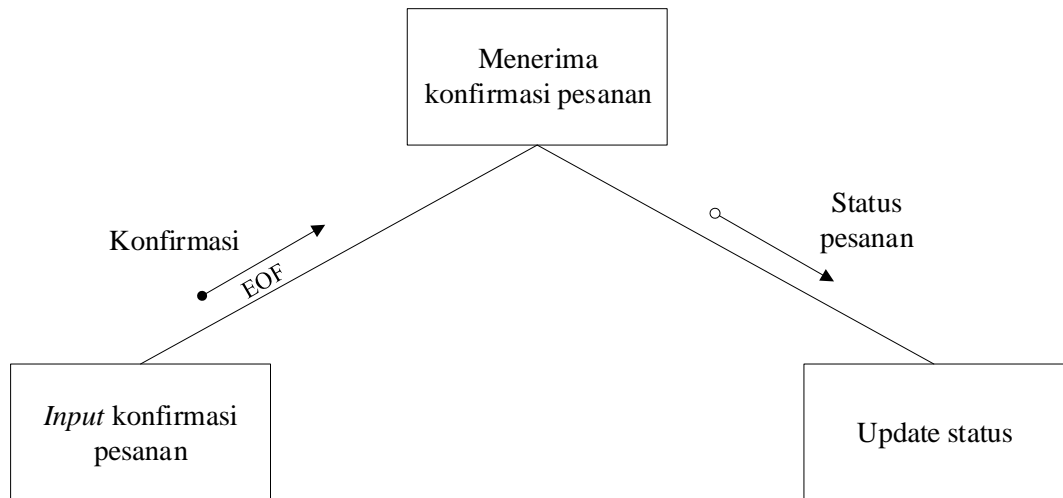 Menerima
konfirmasi pesanan
Konfirmasi
EOF
Status
pesanan
Input konfirmasi
pesanan
Update status